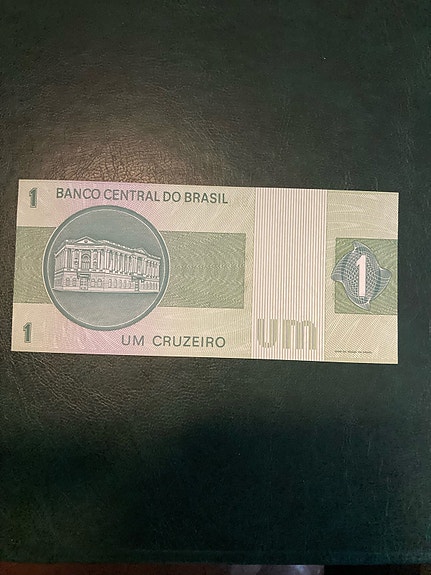 1 BANCO CENTRAL DO BRASIL
1
1 UM CRUZEIRO
um